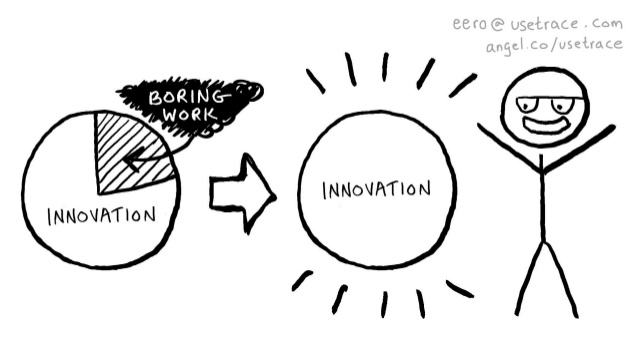 eero@usetrace.com
angel.co/usetrace
BORING
WORK
INNOVATION
INNOVATION